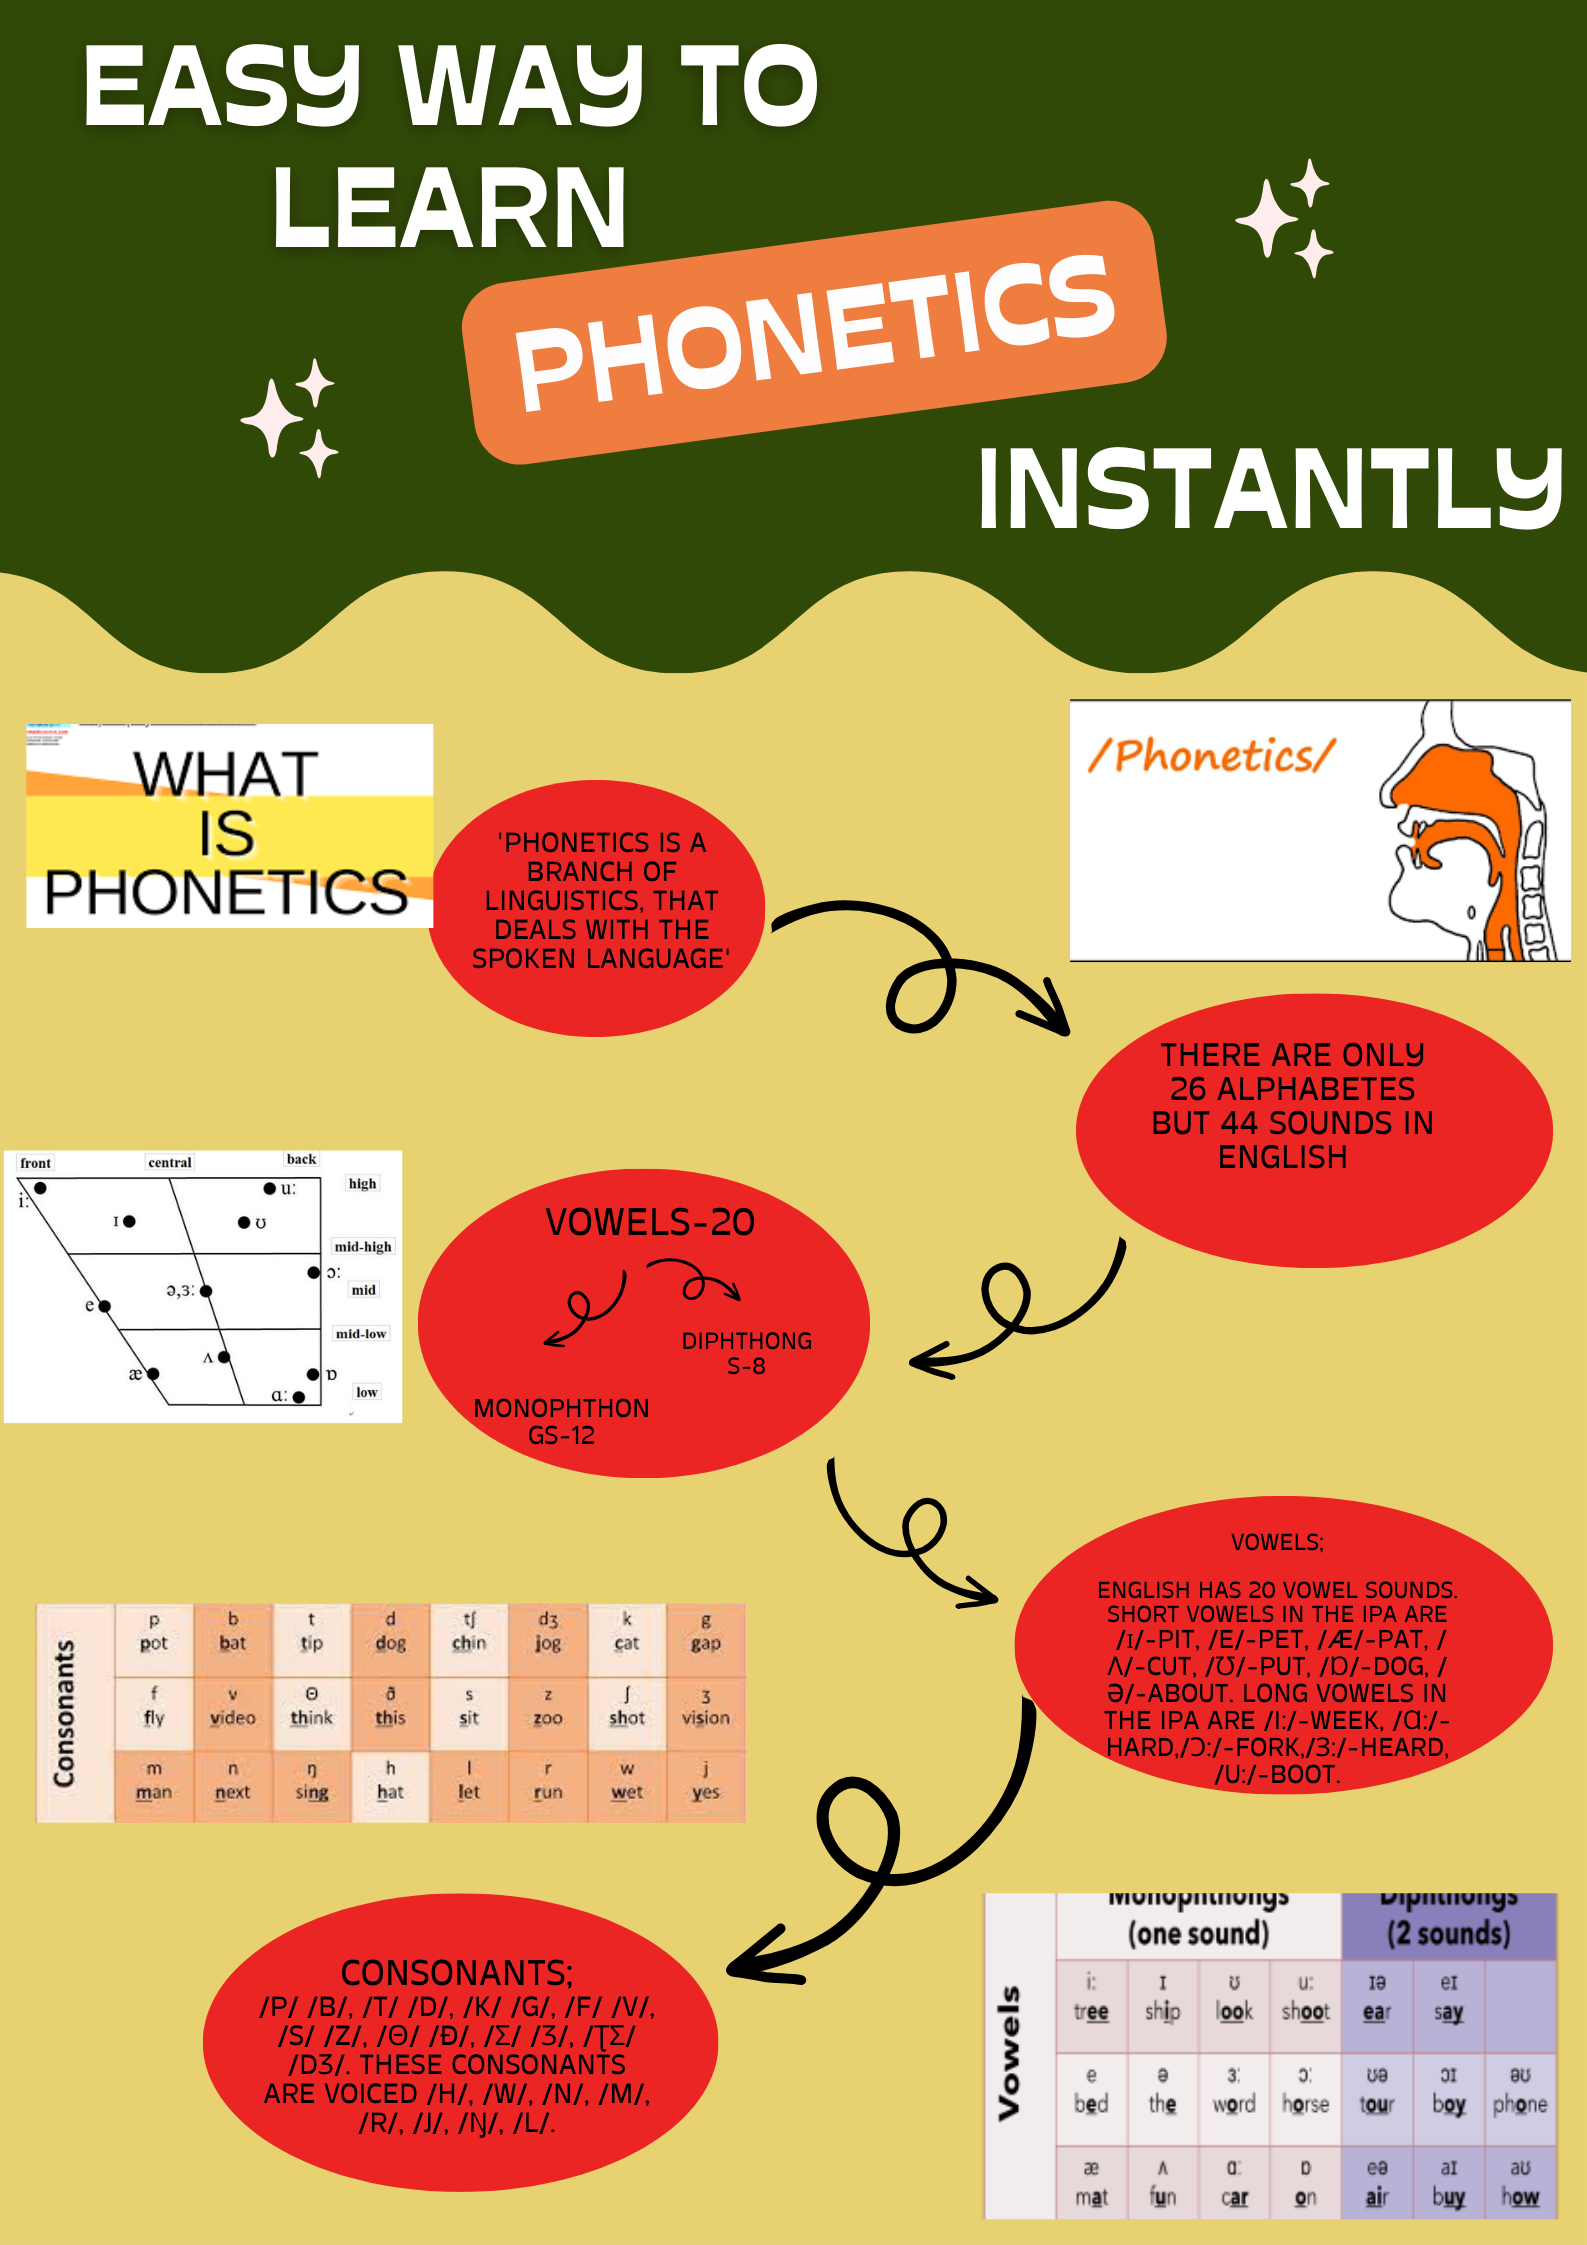 EASY WAY TO
LEARN
PHONETICS
INSTANTLY
WHAT
IS
PHONETICS
'PHONETICS IS A
BRANCH OF
LINGUISTICS, THAT
DEALS WITH THE
SPOKEN LANGUAGE'
/Phonetics/
THERE ARE ONLY
26 ALPHABETES
BUT 44 SOUNDS IN
ENGLISH
front central back
i: u: high
ɪ ʊ
mid-high
ɔ:
ə,ɜ: mid
e
mid-low
ʌ
æ ɒ
ɑ: low
VOWELS-20
DIPHTHONG
S-8
MONOPHTHON
GS-12
VOWELS;
ENGLISH HAS 20 VOWEL SOUNDS.
SHORT VOWELS IN THE IPA ARE
/ɪ/-PIT, /E/-PET, /Æ/-PAT, /
Ʌ/-CUT, /Ʊ/-PUT, /Ɒ/-DOG, /
Ə/-ABOUT. LONG VOWELS IN
THE IPA ARE /I:/-WEEK, /Ɑ:/-
HARD,/Ɔ:/-FORK,/Ɜ:/-HEARD,
/U:/-BOOT.
Consonants
p b t d tʃ dʒ k g
pot bat tip dog chin jog cat gap
f v Θ ð s z ʃ ʒ
fly video think this sit zoo shot vision
m n ŋ h l r w j
man next sing hat let run wet yes
CONSONANTS;
/P/ /B/, /T/ /D/, /K/ /G/, /F/ /V/,
/S/ /Z/, /Θ/ /Ð/, /Ʃ/ /Ʒ/, /ƮƩ/
/DƷ/. THESE CONSONANTS
ARE VOICED /H/, /W/, /N/, /M/,
/R/, /J/, /Ŋ/, /L/.
Monophthongs Diphthongs
(one sound) (2 sounds)
Vowels
i: ɪ ʊ u: ɪə eɪ
tree ship look shoot ear say
e ə ɜ: ɔ: ʊə ɔɪ əʊ
bed the word horse tour boy phone
æ ʌ ɑ: ɒ eə aɪ aʊ
mat fun car on air buy how